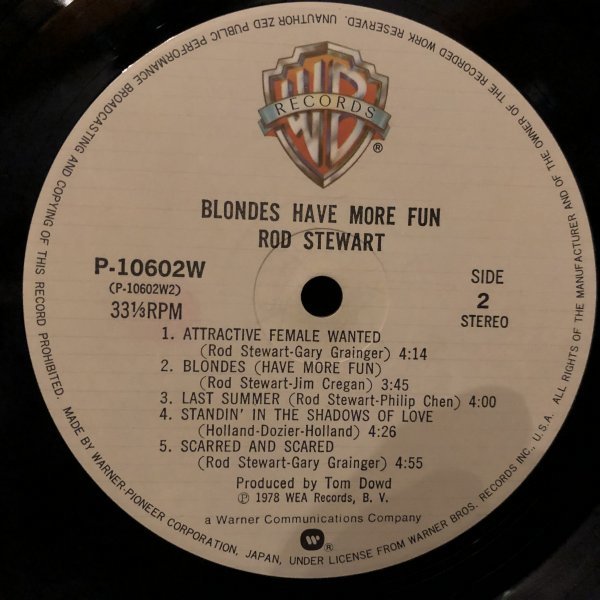 WB
RECORDS
®
BLONDES HAVE MORE FUN
ROD STEWART
P-10602W
(P-10602W2)
33⅓RPM
SIDE
2
STEREO
1. ATTRACTIVE FEMALE WANTED
(Rod Stewart-Gary Grainger) 4:14
2. BLONDES (HAVE MORE FUN)
(Rod Stewart-Jim Cregan) 3:45
3. LAST SUMMER (Rod Stewart-Philip Chen) 4:00
4. STANDIN' IN THE SHADOWS OF LOVE
(Holland-Dozier-Holland) 4:26
5. SCARRED AND SCARED
(Rod Stewart-Gary Grainger) 4:55
Produced by Tom Dowd
Ⓟ 1978 WEA Records, B. V.
a Warner Communications Company
W®
MADE BY WARNER-PIONEER CORPORATION, JAPAN, UNDER LICENSE FROM WARNER BROS. RECORDS INC., U.S.A. ALL RIGHTS OF THE MANUFACTURER AND OF THE OWNER OF THE RECORDED WORK RESERVED. UNAUTHORIZED PUBLIC PERFORMANCE BROADCASTING AND COPYING OF THIS RECORD PROHIBITED.